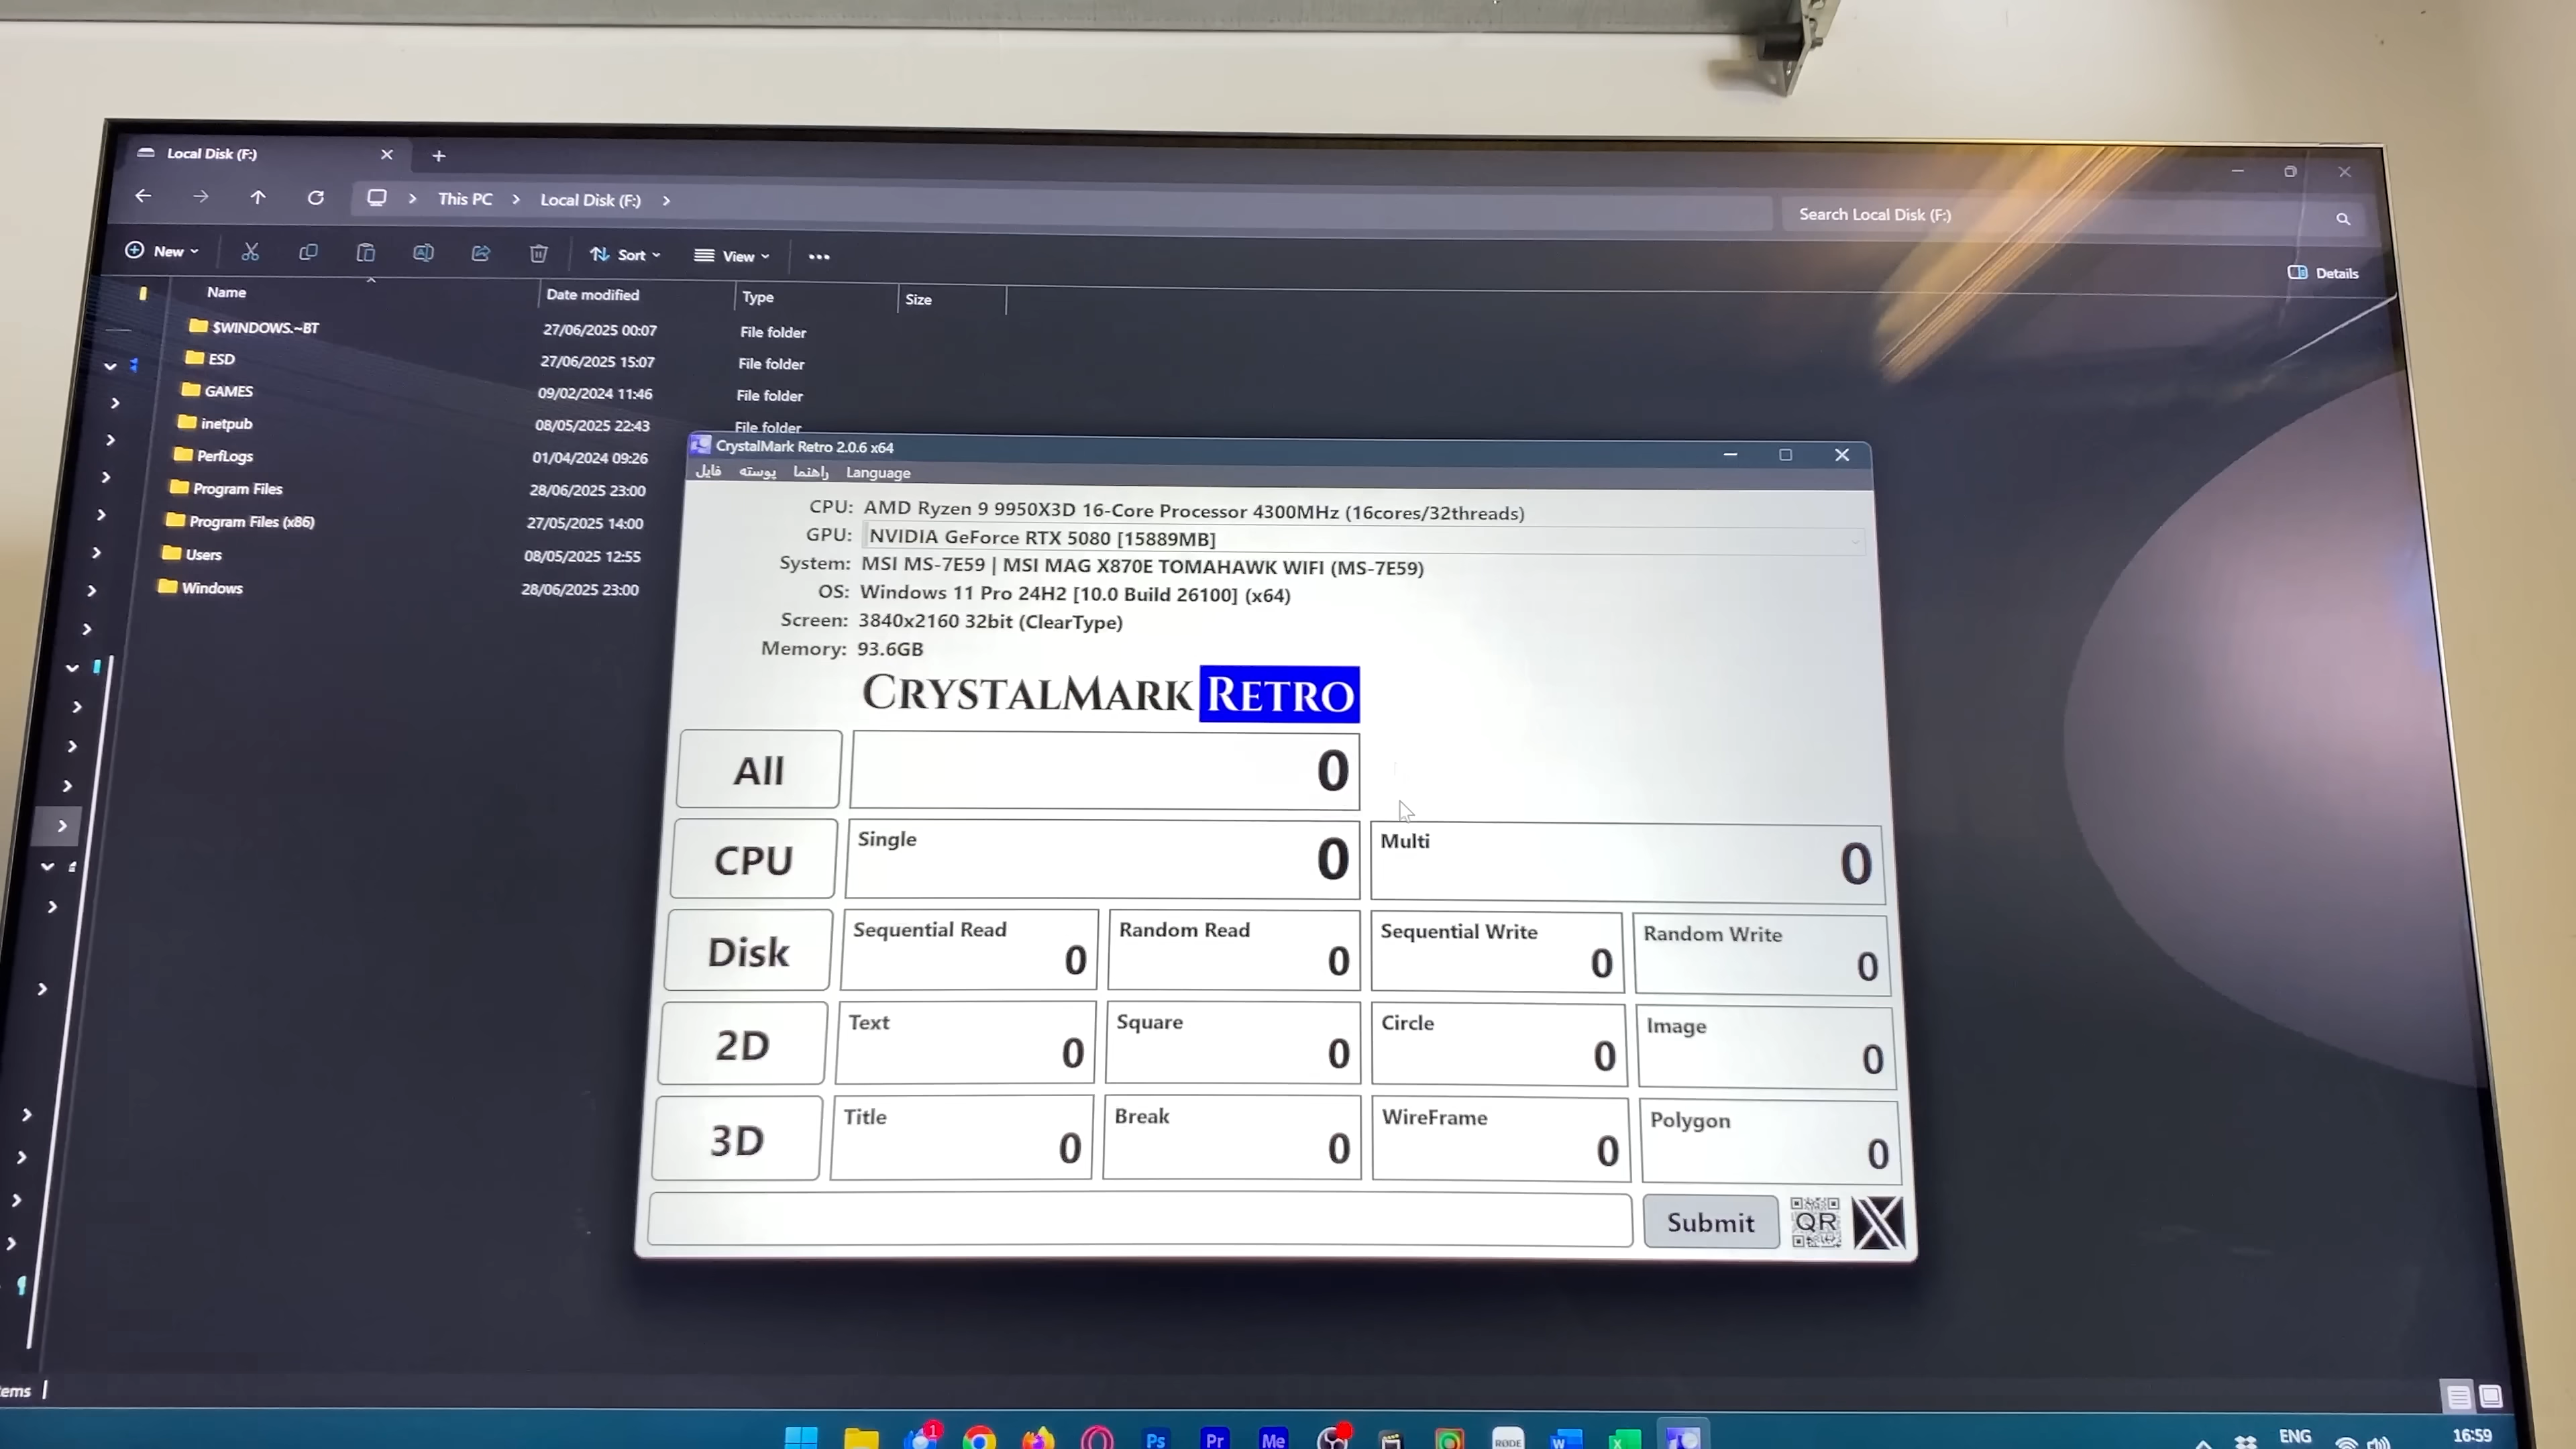 Local Disk (F:)
This PC > Local Disk (F:) >
Search Local Disk (F:)
New Sort View ... Details
Name Date modified Type Size
$WINDOWS.~BT 27/06/2025 00:07 File folder
ESD 27/06/2025 15:07 File folder
GAMES 09/02/2024 11:46 File folder
inetpub 08/05/2025 22:43 File folder
PerfLogs 01/04/2024 09:26
Program Files 28/06/2025 23:00
Program Files (x86) 27/05/2025 14:00
Users 08/05/2025 12:55
Windows 28/06/2025 23:00
CrystalMark Retro 2.0.6 x64
فایل پوسته راهنما Language
CPU: AMD Ryzen 9 9950X3D 16-Core Processor 4300MHz (16cores/32threads)
GPU: NVIDIA GeForce RTX 5080 [15889MB]
System: MSI MS-7E59 | MSI MAG X870E TOMAHAWK WIFI (MS-7E59)
OS: Windows 11 Pro 24H2 [10.0 Build 26100] (x64)
Screen: 3840x2160 32bit (ClearType)
Memory: 93.6GB
CRYSTALMARK RETRO
All 0
CPU Single 0 Multi 0
Disk Sequential Read 0 Random Read 0 Sequential Write 0 Random Write 0
2D Text 0 Square 0 Circle 0 Image 0
3D Title 0 Break 0 WireFrame 0 Polygon 0
Submit QR X
ems
1 Ps Pr Me RØDE W X ENG 16:59